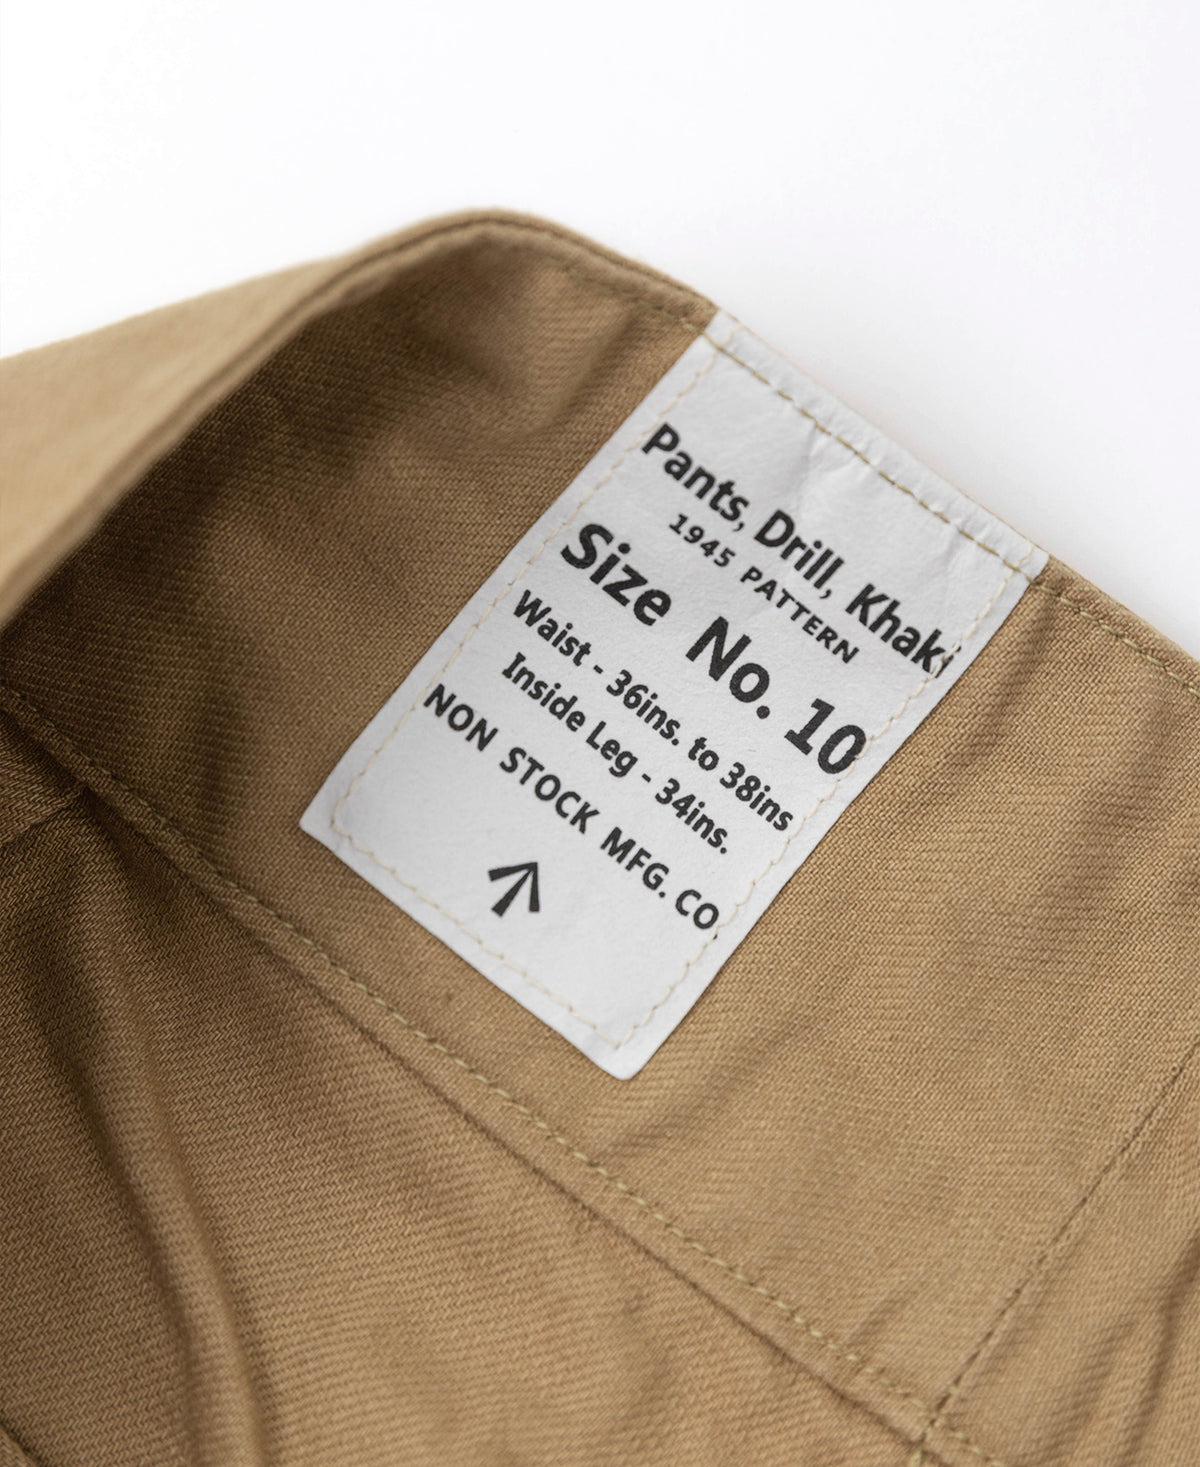 Pants, Drill, Khaki
1945 PATTERN
Size No. 10
Waist - 36ins. to 38ins
Inside Leg - 34ins.
NON STOCK MFG. CO